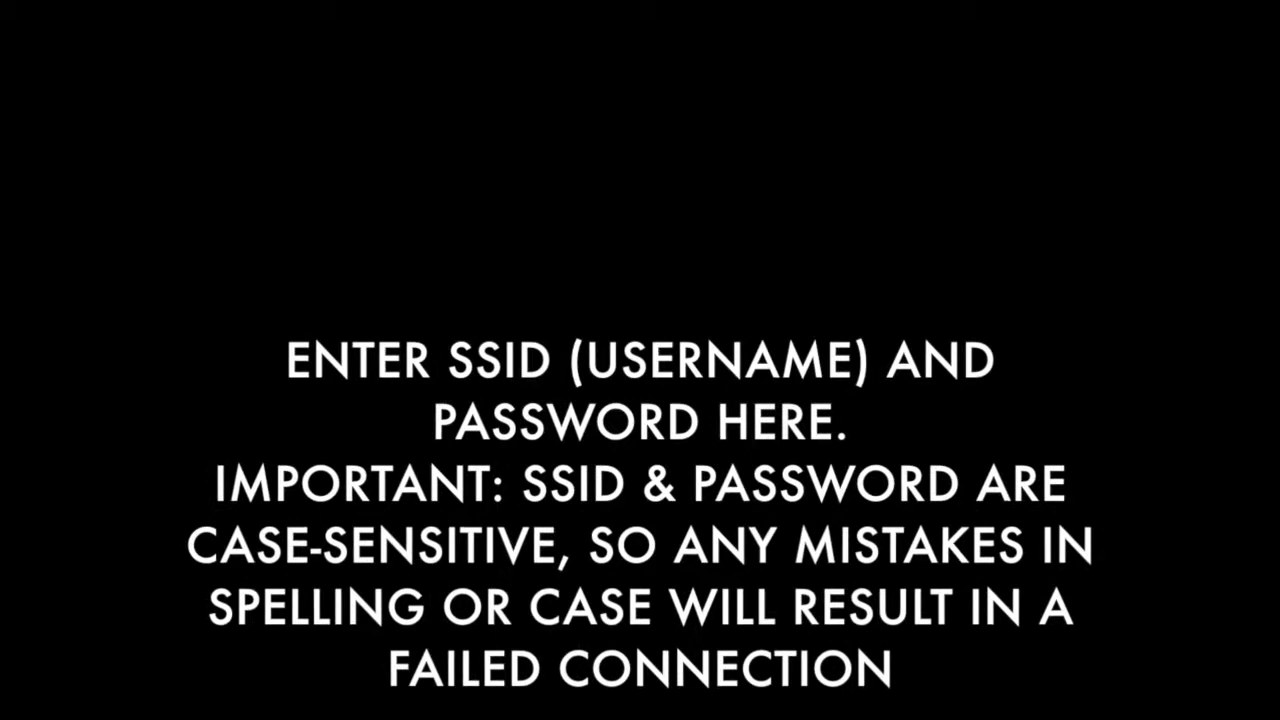 ENTER SSID (USERNAME) AND
PASSWORD HERE.
IMPORTANT: SSID & PASSWORD ARE
CASE-SENSITIVE, SO ANY MISTAKES IN
SPELLING OR CASE WILL RESULT IN A
FAILED CONNECTION